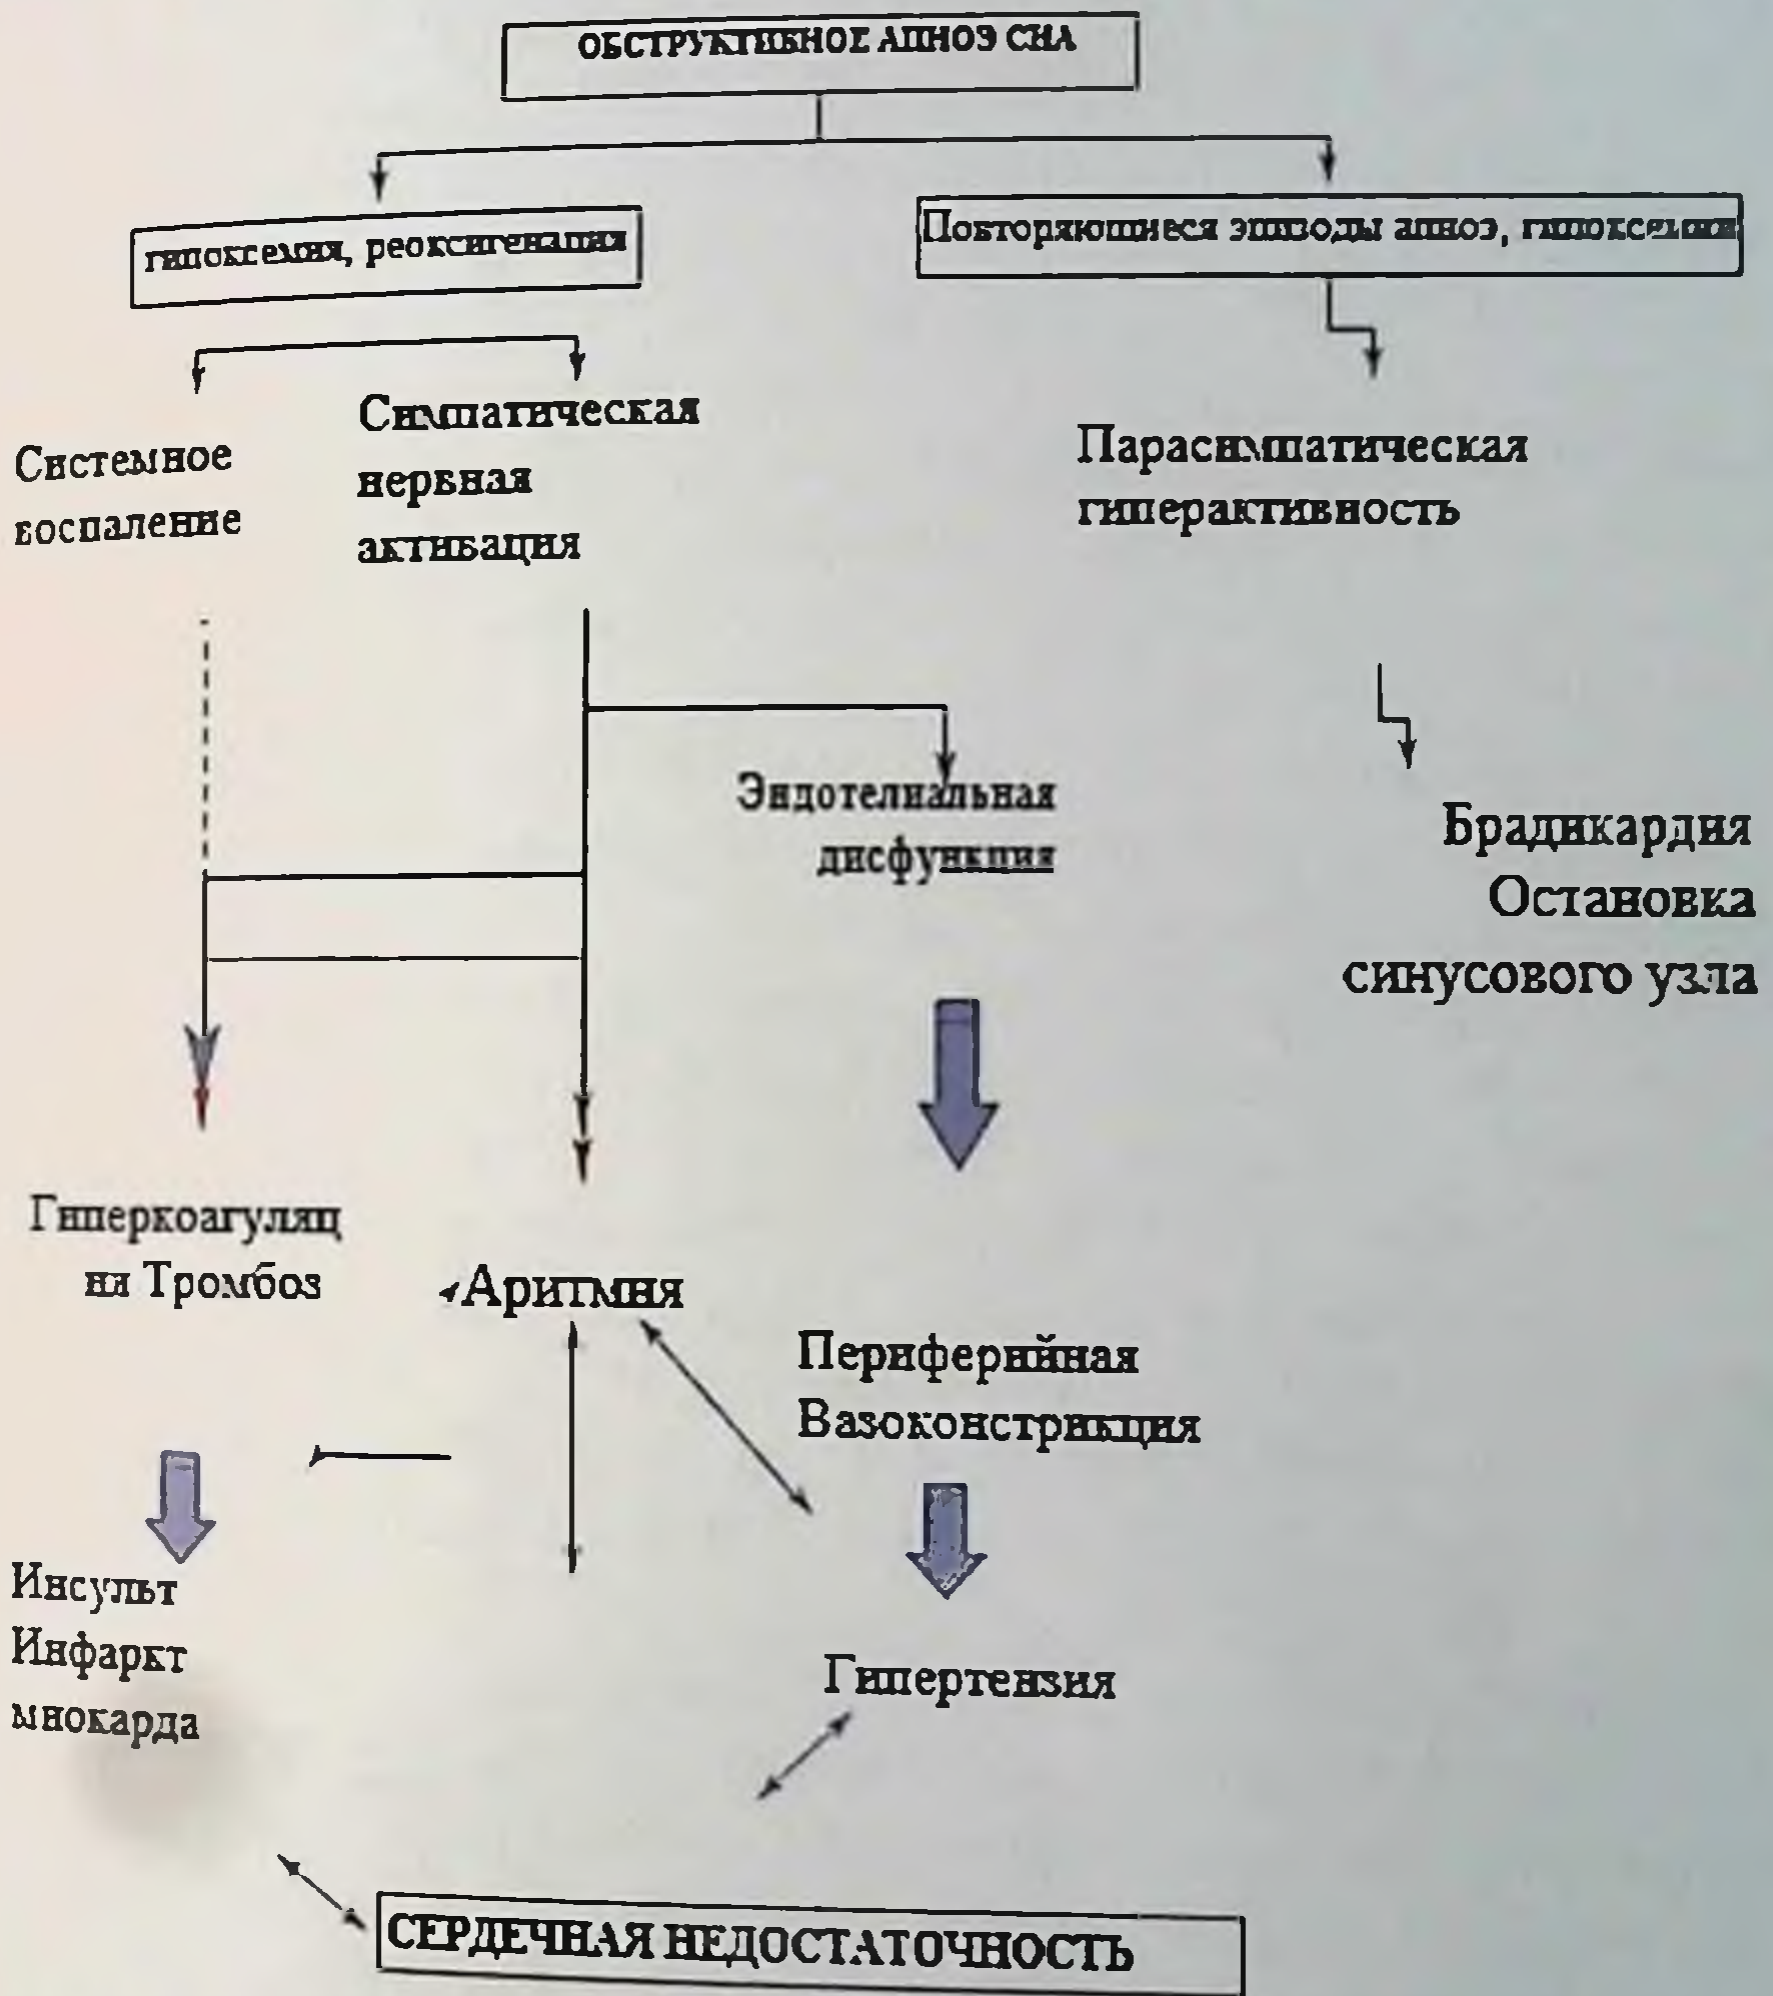 ОБСТРУКТИВНОЕ АПНОЭ СНА
гипоксемия, реоксигенация
Повторяющиеся эпизоды апноэ, гипоксемии
Системное
воспаление
Симпатическая
нервная
активация
Парасимпатическая
гиперактивность
Эндотелиальная
дисфункция
Брадикардия
Остановка
синусового узла
Гиперкоагуляц
ия Тромбоз
Аритмия
Периферийная
Вазоконстрикция
Инсульт
Инфаркт
миокарда
Гипертензия
СЕРДЕЧНАЯ НЕДОСТАТОЧНОСТЬ